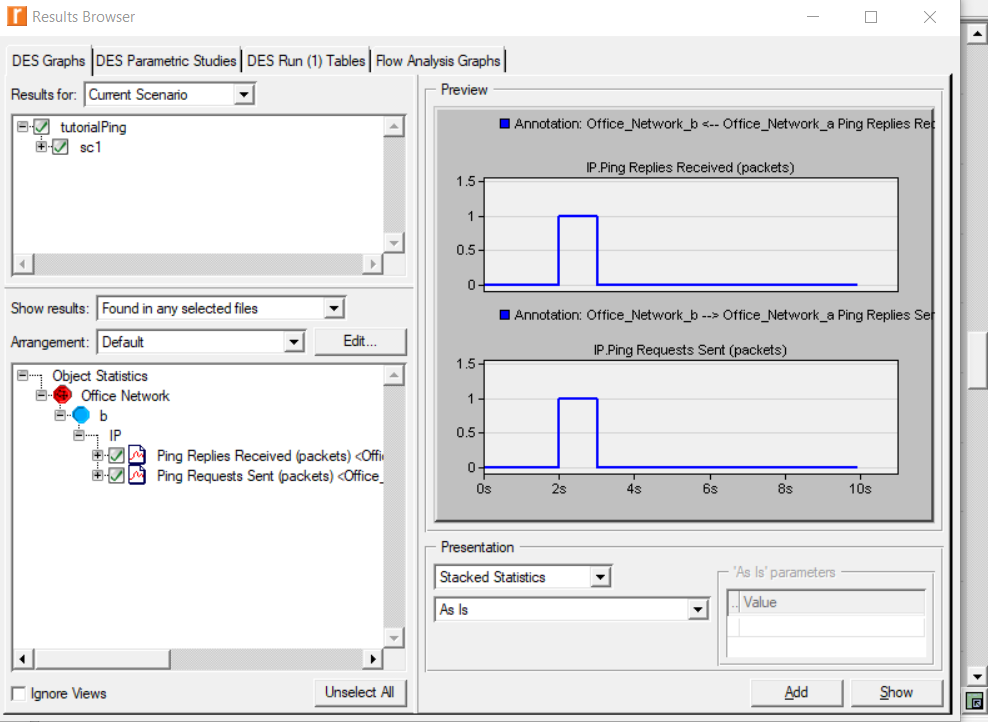 Results Browser
DES Graphs DES Parametric Studies DES Run (1) Tables Flow Analysis Graphs
Results for: Current Scenario
tutorialPing
sc1
Show results: Found in any selected files
Arrangement: Default Edit...
Object Statistics
Office Network
b
IP
Ping Replies Received (packets) <Offi
Ping Requests Sent (packets) <Office_
Ignore Views Unselect All
Preview
Annotation: Office_Network_b <-- Office_Network_a Ping Replies Rec
IP.Ping Replies Received (packets)
1.5
1
0.5
0
Annotation: Office_Network_b --> Office_Network_a Ping Replies Ser
IP.Ping Requests Sent (packets)
1.5
1
0.5
0
0s 2s 4s 6s 8s 10s
Presentation
Stacked Statistics
As Is
'As Is' parameters
.. Value
Add Show